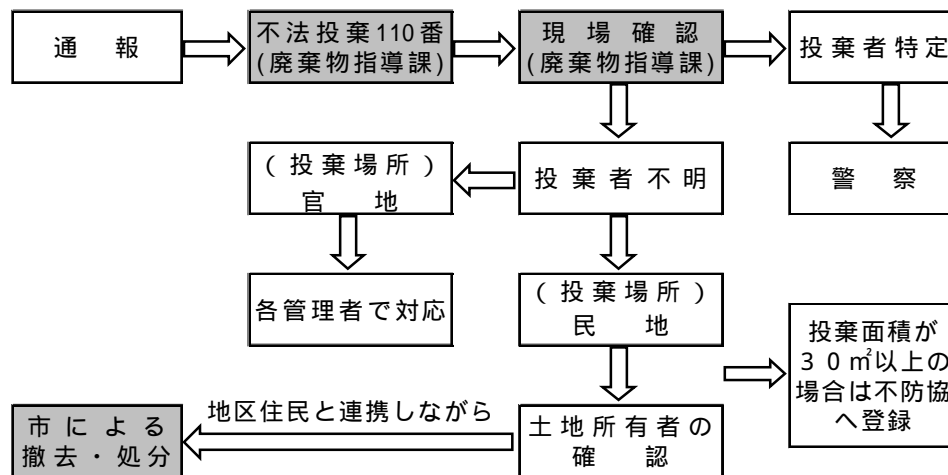 通　報
不法投棄110番
(廃棄物指導課)
現　場　確　認
(廃棄物指導課)
投棄者特定
(投棄場所)
官　　地
投棄者不明
警　　察
各管理者で対応
(投棄場所)
民　　地
投棄面積が
３０㎡以上の
場合は不防協
へ登録
地区住民と連携しながら
市による
撤去・処分
土地所有者の
確　認